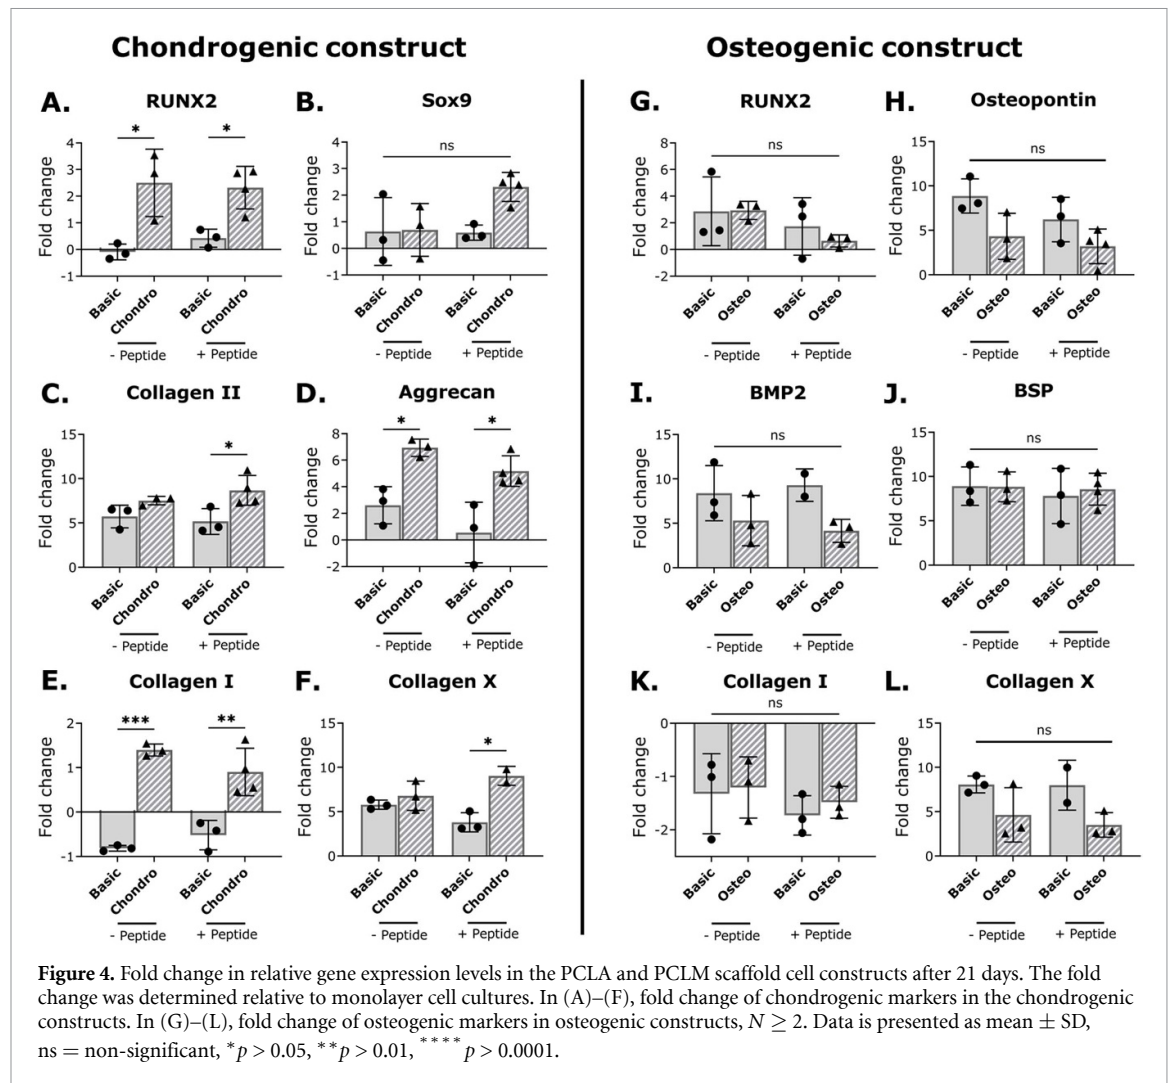 Chondrogenic construct
Osteogenic construct
A.
RUNX2
Fold change
4
3
2
1
0
-1
*
*
Basic
Chondro
Basic
Chondro
- Peptide
+ Peptide
B.
Sox9
Fold change
4
3
2
1
0
-1
ns
Basic
Chondro
Basic
Chondro
- Peptide
+ Peptide
G.
RUNX2
Fold change
8
6
4
2
0
-2
ns
Basic
Osteo
Basic
Osteo
- Peptide
+ Peptide
H.
Osteopontin
Fold change
15
10
5
0
ns
Basic
Osteo
Basic
Osteo
- Peptide
+ Peptide
C.
Collagen II
Fold change
15
10
5
0
*
Basic
Chondro
Basic
Chondro
- Peptide
+ Peptide
D.
Aggrecan
Fold change
8
6
4
2
0
-2
*
*
Basic
Chondro
Basic
Chondro
- Peptide
+ Peptide
I.
BMP2
Fold change
15
10
5
0
ns
Basic
Osteo
Basic
Osteo
- Peptide
+ Peptide
J.
BSP
Fold change
15
10
5
0
ns
Basic
Osteo
Basic
Osteo
- Peptide
+ Peptide
E.
Collagen I
Fold change
2
1
0
-1
***
**
Basic
Chondro
Basic
Chondro
- Peptide
+ Peptide
F.
Collagen X
Fold change
15
10
5
0
*
Basic
Chondro
Basic
Chondro
- Peptide
+ Peptide
K.
Collagen I
Fold change
0
-1
-2
ns
Basic
Osteo
Basic
Osteo
- Peptide
+ Peptide
L.
Collagen X
Fold change
15
10
5
0
ns
Basic
Osteo
Basic
Osteo
- Peptide
+ Peptide
Figure 4. Fold change in relative gene expression levels in the PCLA and PCLM scaffold cell constructs after 21 days. The fold
change was determined relative to monolayer cell cultures. In (A)–(F), fold change of chondrogenic markers in the chondrogenic
constructs. In (G)–(L), fold change of osteogenic markers in osteogenic constructs, N ≥ 2. Data is presented as mean ± SD,
ns = non-significant, *p > 0.05, **p > 0.01, ****p > 0.0001.